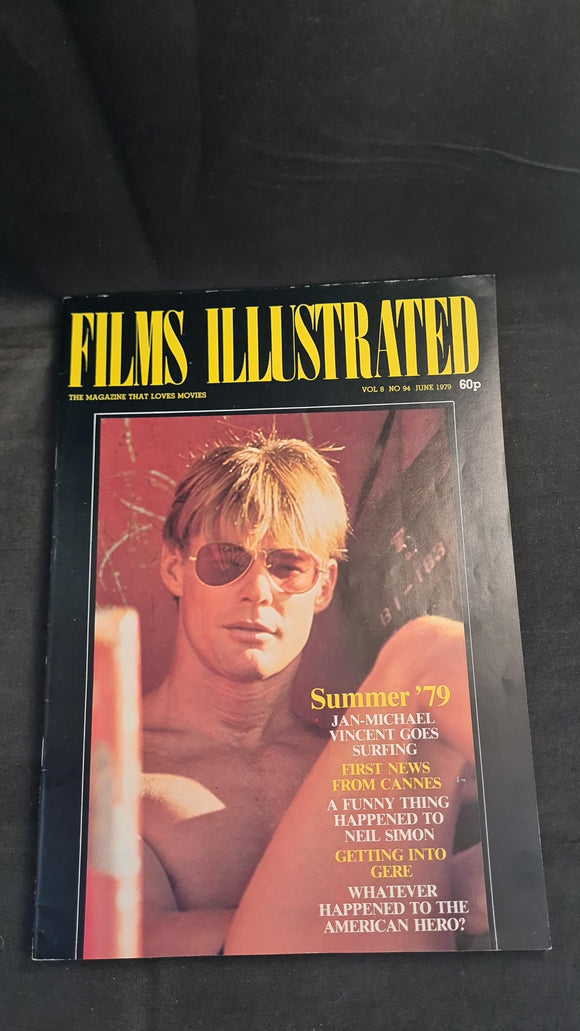 FILMS ILLUSTRATED
THE MAGAZINE THAT LOVES MOVIES
VOL 8 NO 94 JUNE 1979 60p
B1-163
Summer '79
JAN-MICHAEL
VINCENT GOES
SURFING
FIRST NEWS
FROM CANNES
A FUNNY THING
HAPPENED TO
NEIL SIMON
GETTING INTO
GERE
WHATEVER
HAPPENED TO THE
AMERICAN HERO?